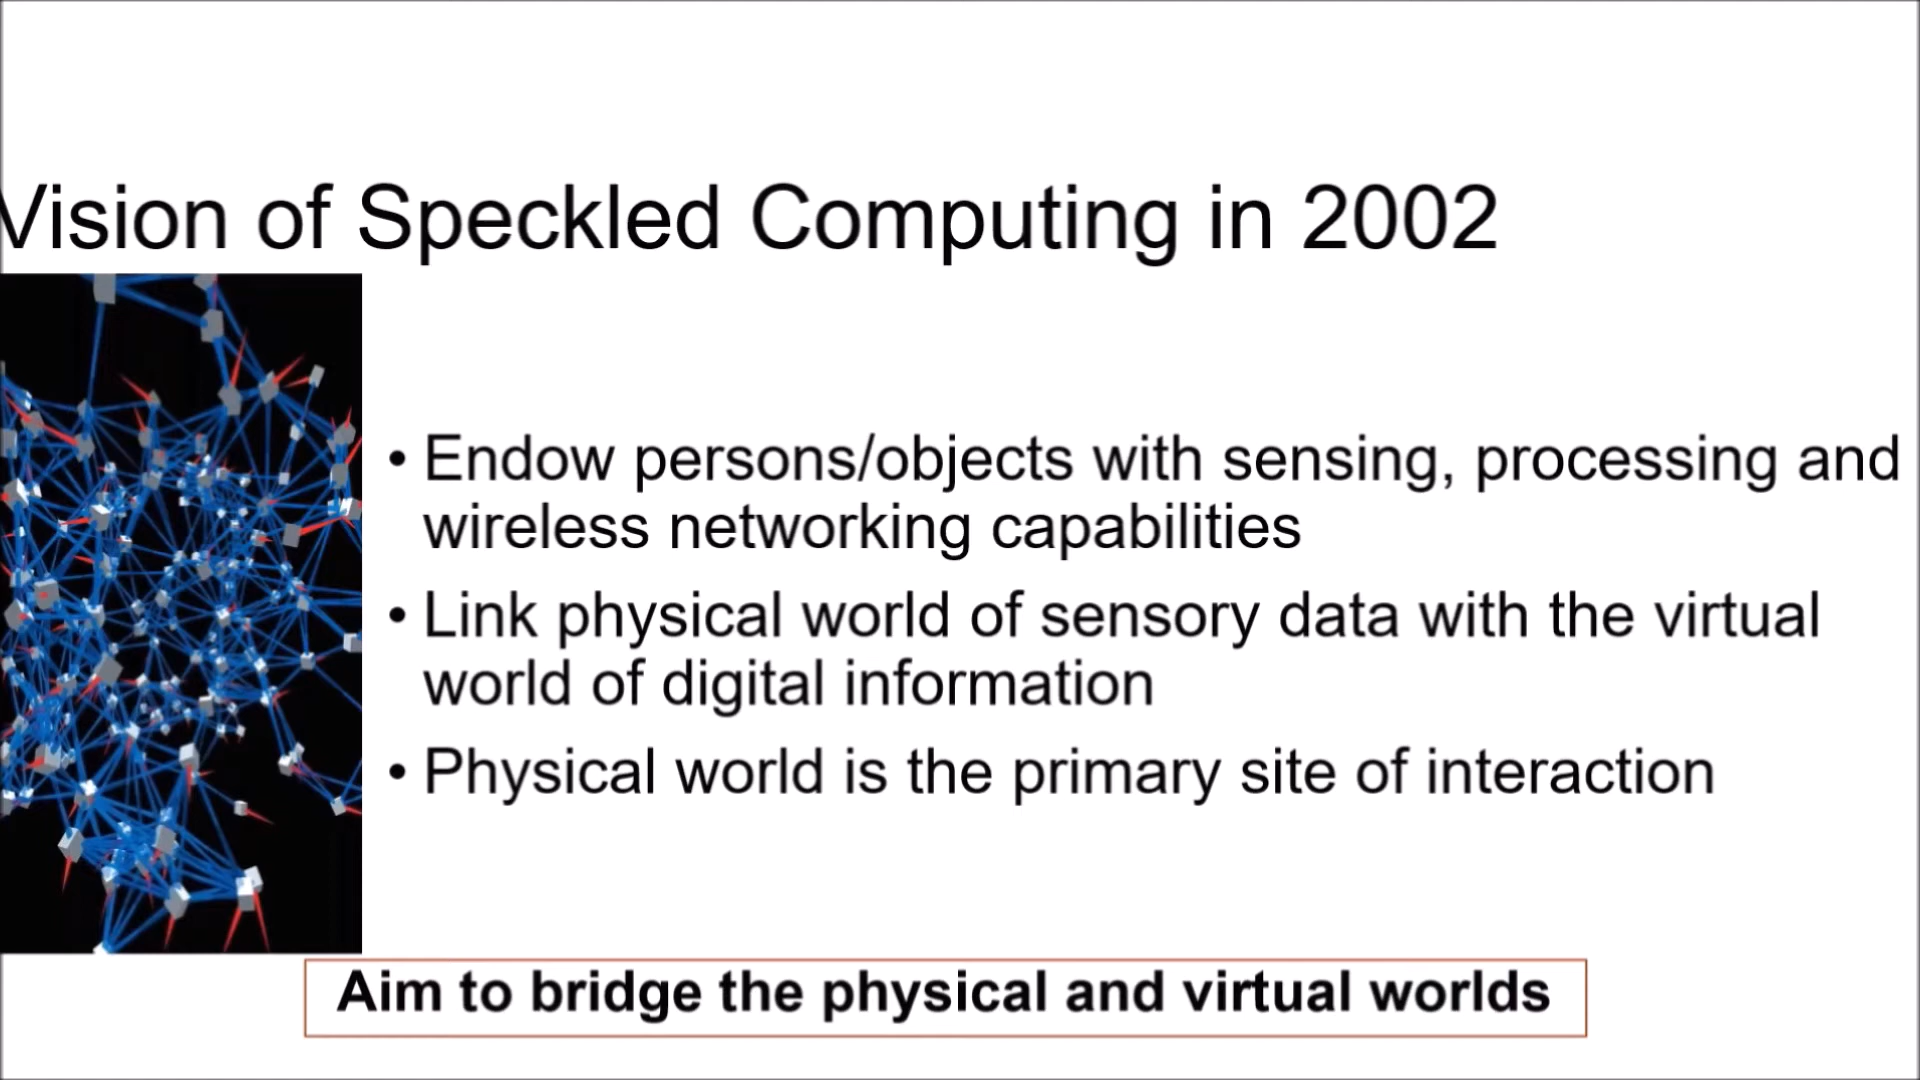 Vision of Speckled Computing in 2002
• Endow persons/objects with sensing, processing and
wireless networking capabilities
• Link physical world of sensory data with the virtual
world of digital information
• Physical world is the primary site of interaction
Aim to bridge the physical and virtual worlds